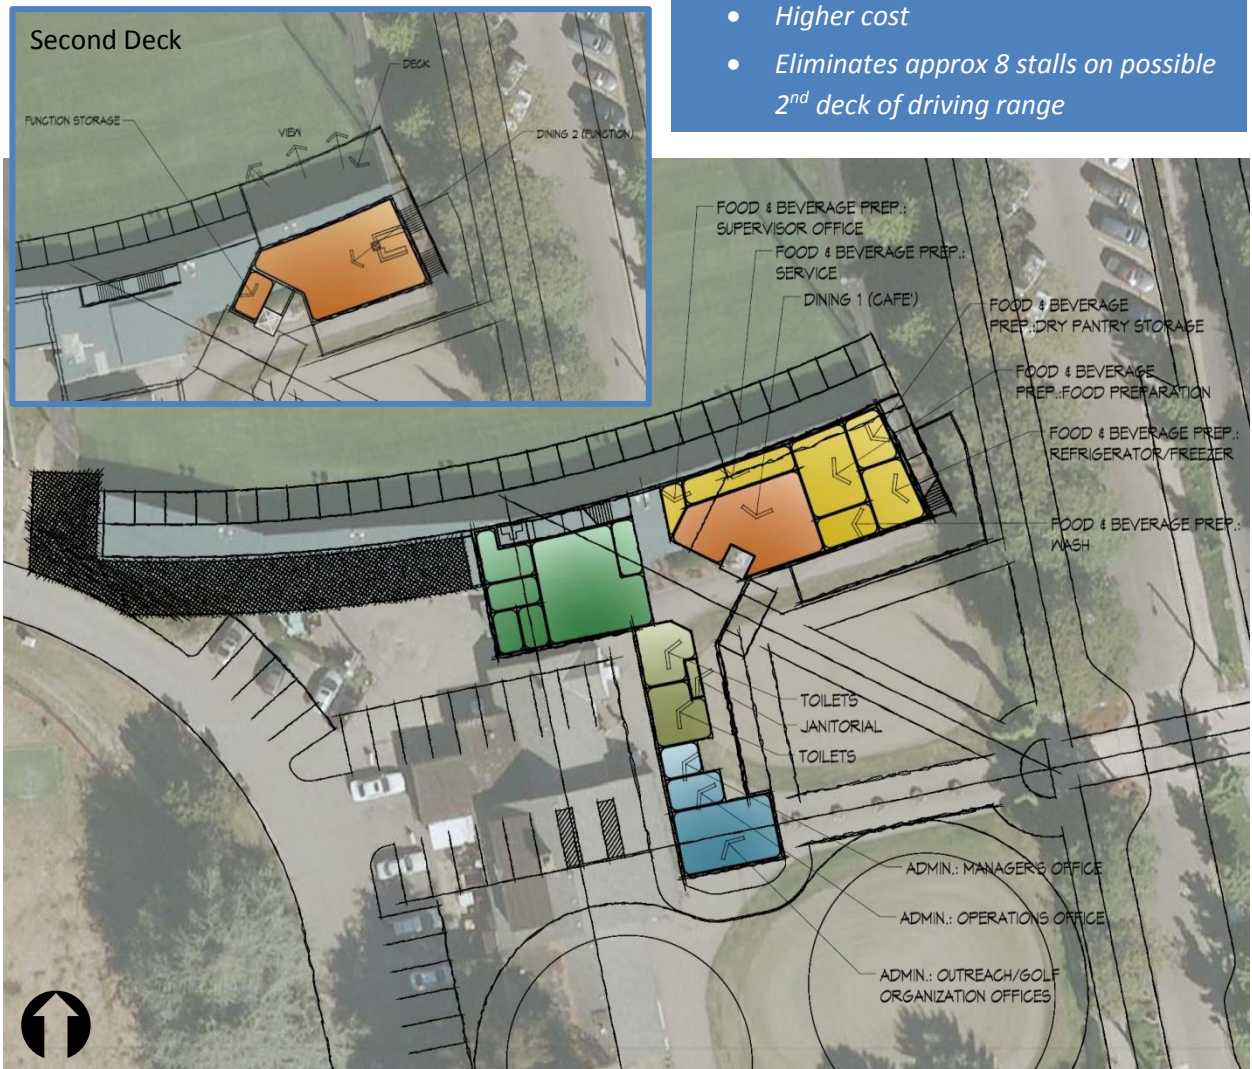 Second Deck
DECK
FUNCTION STORAGE
VIEW
DINING 2 (FUNCTION)
• Higher cost
• Eliminates approx 8 stalls on possible
2nd deck of driving range
FOOD & BEVERAGE PREP.:
SUPERVISOR OFFICE
FOOD & BEVERAGE PREP.:
SERVICE
DINING 1 (CAFE')
FOOD & BEVERAGE
PREP.:DRY PANTRY STORAGE
FOOD & BEVERAGE
PREP.:FOOD PREPARATION
FOOD & BEVERAGE PREP.:
REFRIGERATOR/FREEZER
FOOD & BEVERAGE PREP.:
WASH
TOILETS
JANITORIAL
TOILETS
ADMIN.: MANAGER'S OFFICE
ADMIN.: OPERATIONS OFFICE
ADMIN.: OUTREACH/GOLF
ORGANIZATION OFFICES